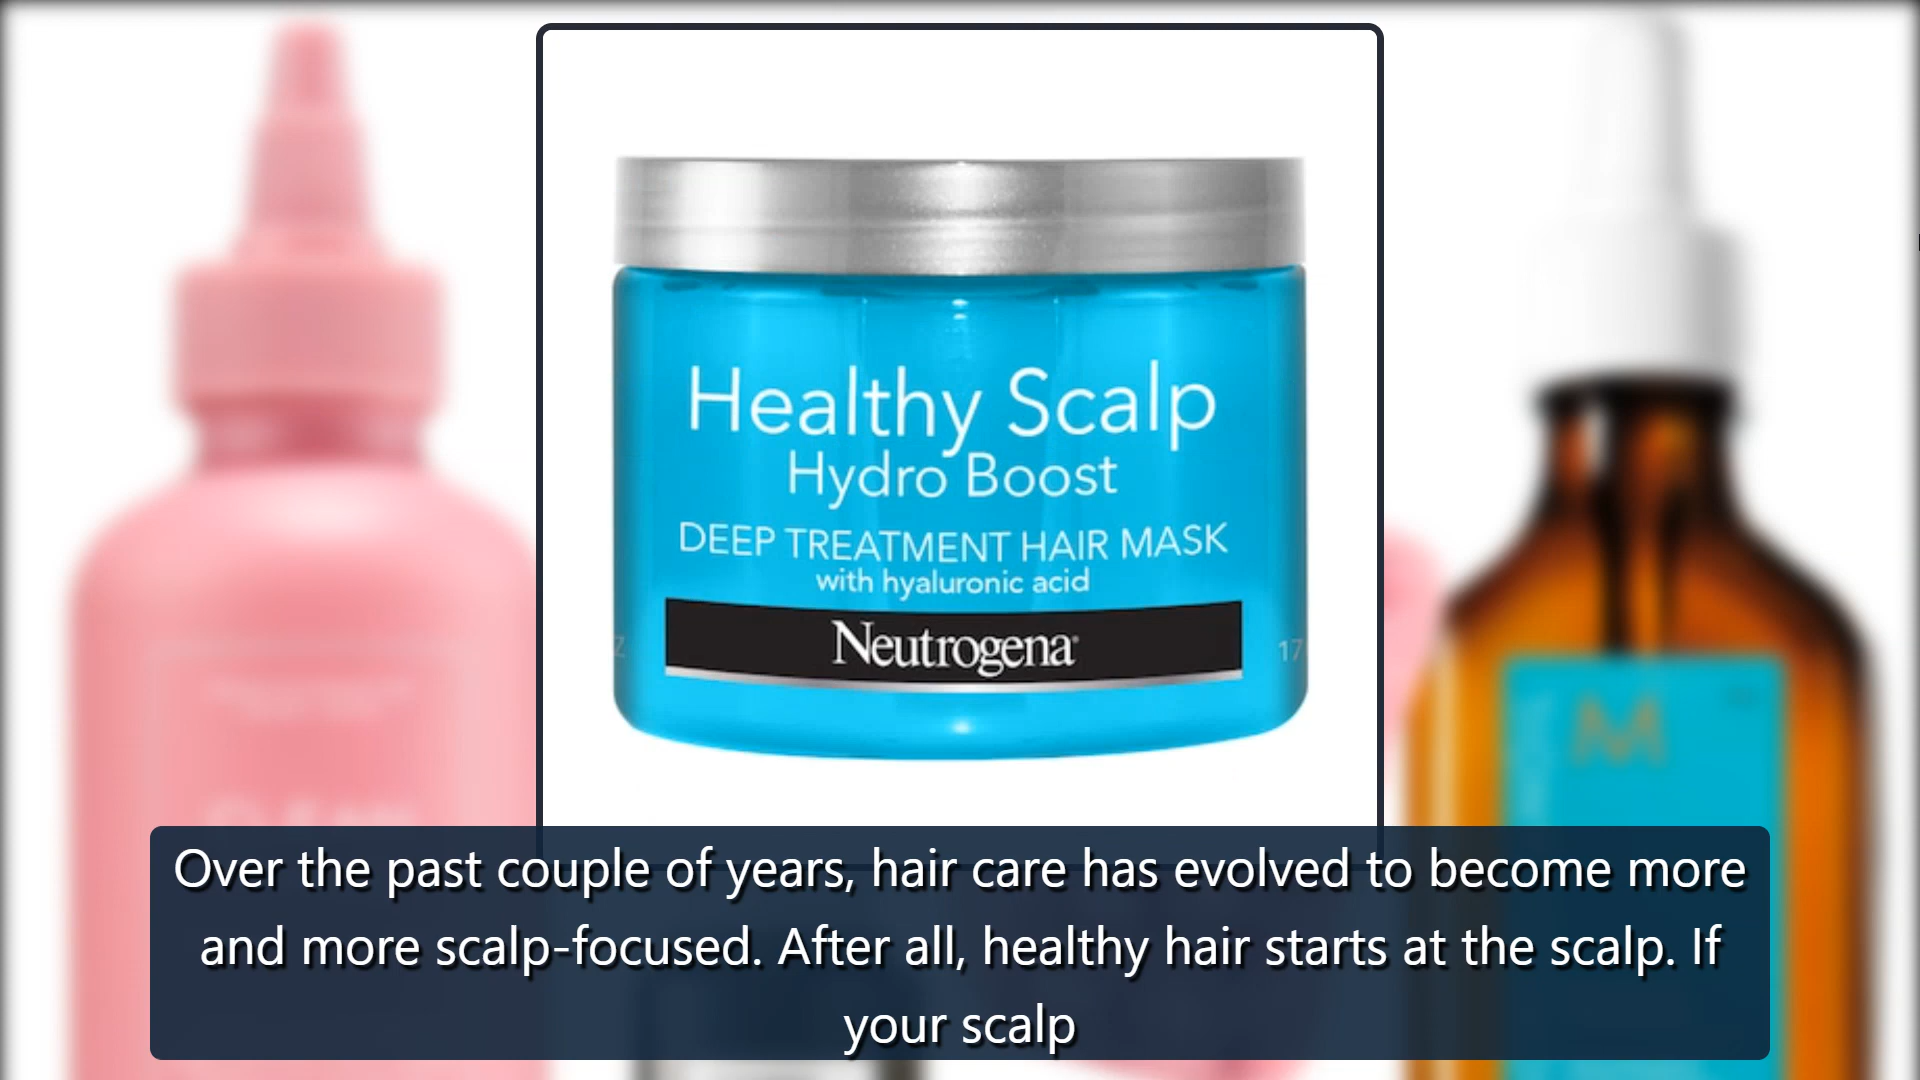 Healthy Scalp
Hydro Boost
DEEP TREATMENT HAIR MASK
with hyaluronic acid
Neutrogena®
17
M
Over the past couple of years, hair care has evolved to become more
and more scalp-focused. After all, healthy hair starts at the scalp. If
your scalp